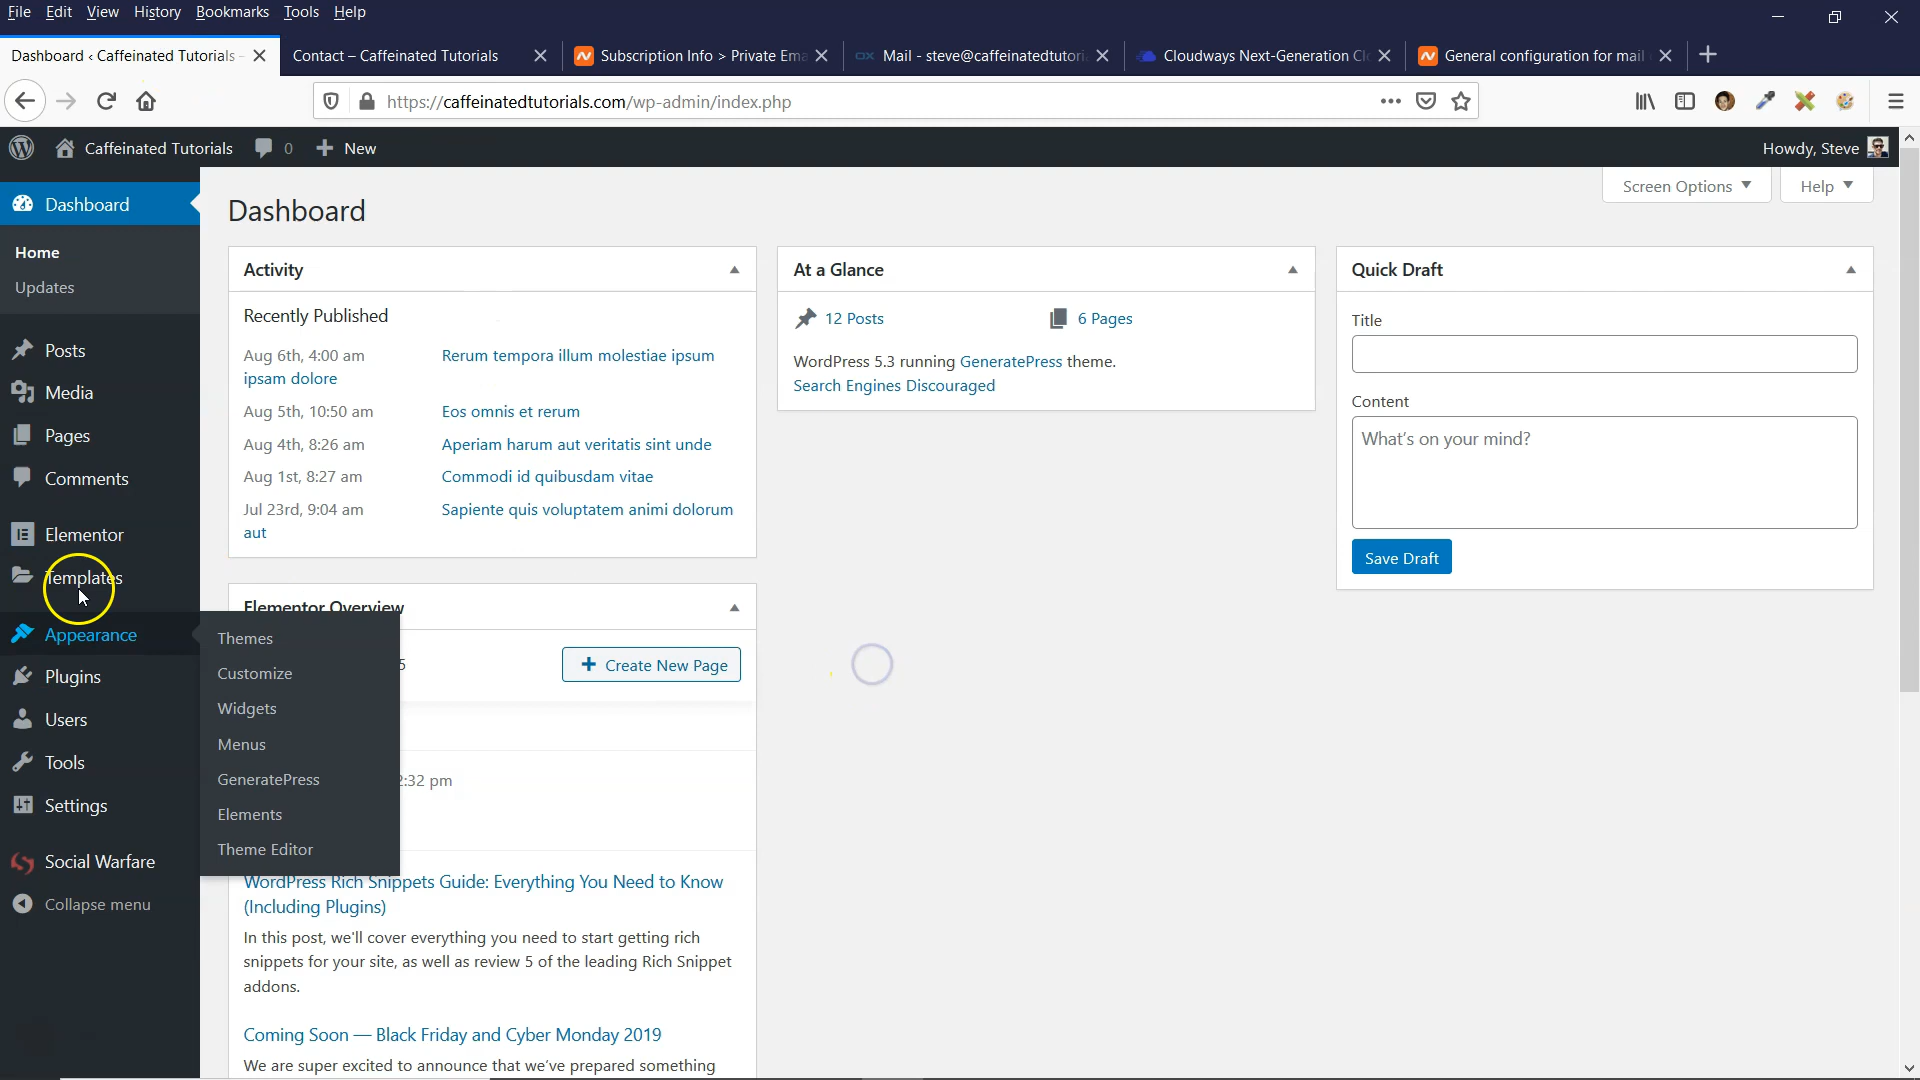 File Edit View History Bookmarks Tools Help
Dashboard ‹ Caffeinated Tutorials – Contact – Caffeinated Tutorials Subscription Info > Private Ema Mail - steve@caffeinatedtutori Cloudways Next-Generation Cl General configuration for mail
https://caffeinatedtutorials.com/wp-admin/index.php
Caffeinated Tutorials 0 New Howdy, Steve
Screen Options Help
Dashboard
Home
Updates
Posts
Media
Pages
Comments
Elementor
Templates
Appearance
Plugins
Users
Tools
Settings
Social Warfare
Collapse menu
Themes
Customize
Widgets
Menus
GeneratePress
Elements
Theme Editor
Dashboard
Activity
Recently Published
Aug 6th, 4:00 am Rerum tempora illum molestiae ipsum
ipsam dolore
Aug 5th, 10:50 am Eos omnis et rerum
Aug 4th, 8:26 am Aperiam harum aut veritatis sint unde
Aug 1st, 8:27 am Commodi id quibusdam vitae
Jul 23rd, 9:04 am Sapiente quis voluptatem animi dolorum
aut
Elementor Overview
5 Create New Page
2:32 pm
WordPress Rich Snippets Guide: Everything You Need to Know
(Including Plugins)
In this post, we'll cover everything you need to start getting rich
snippets for your site, as well as review 5 of the leading Rich Snippet
addons.
Coming Soon — Black Friday and Cyber Monday 2019
We are super excited to announce that we've prepared something
At a Glance
12 Posts 6 Pages
WordPress 5.3 running GeneratePress theme.
Search Engines Discouraged
Quick Draft
Title
Content
What's on your mind?
Save Draft